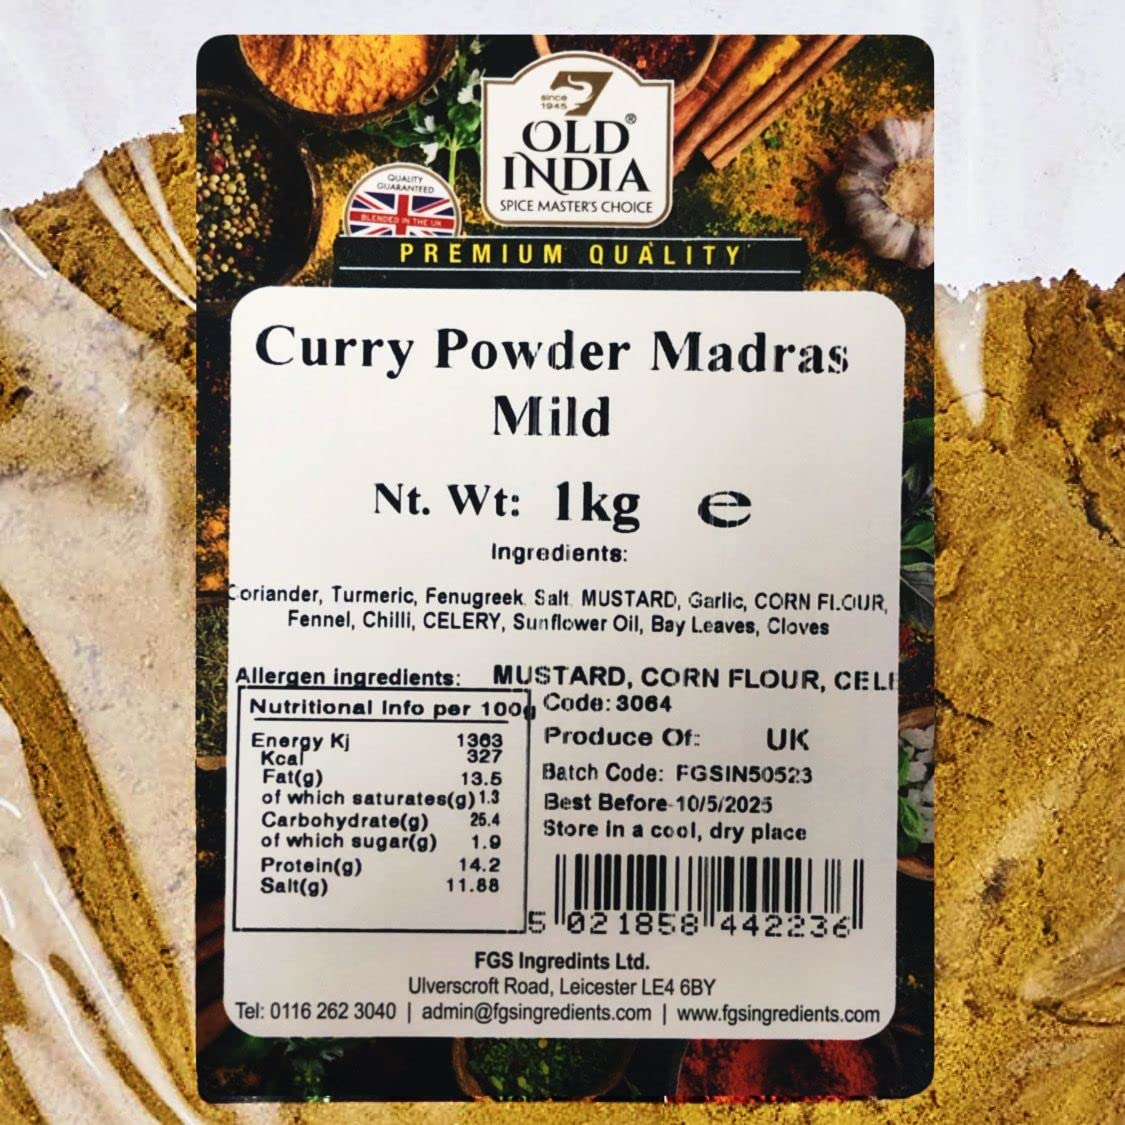 since
1945
OLD®
INDIA
SPICE MASTER'S CHOICE
QUALITY
GUARANTEED
BLENDED IN THE UK
PREMIUM QUALITY
Curry Powder Madras
Mild
Nt. Wt: 1kg e
Ingredients:
Coriander, Turmeric, Fenugreek, Salt, MUSTARD, Garlic, CORN FLOUR,
Fennel, Chilli, CELERY, Sunflower Oil, Bay Leaves, Cloves
Allergen ingredients: MUSTARD, CORN FLOUR, CELE
Nutritional Info per 100g
Energy Kj 1363
Kcal 327
Fat(g) 13.5
of which saturates(g) 1.3
Carbohydrate(g) 25.4
of which sugar(g) 1.9
Protein(g) 14.2
Salt(g) 11.88
Code: 3064
Produce Of: UK
Batch Code: FGSIN50523
Best Before-10/5/2025
Store in a cool, dry place
5 021858 442236
FGS Ingredints Ltd.
Ulverscroft Road, Leicester LE4 6BY
Tel: 0116 262 3040 | admin@fgsingredients.com | www.fgsingredients.com